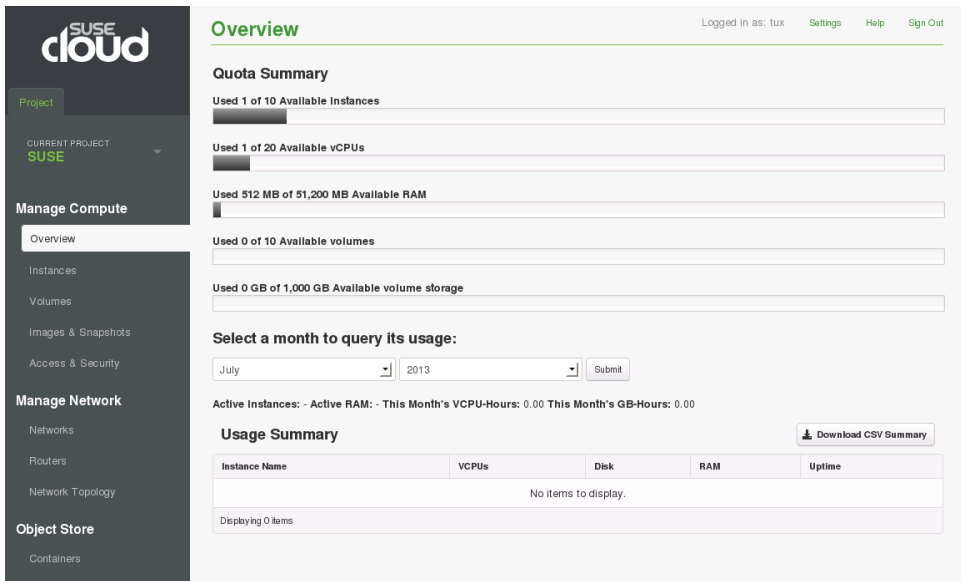 SUSE
cloud
Project
CURRENT PROJECT
SUSE
Manage Compute
Overview
Instances
Volumes
Images & Snapshots
Access & Security
Manage Network
Networks
Routers
Network Topology
Object Store
Containers
Overview
Logged in as: tux Settings Help Sign Out
Quota Summary
Used 1 of 10 Available Instances
Used 1 of 20 Available vCPUs
Used 512 MB of 51,200 MB Available RAM
Used 0 of 10 Available volumes
Used 0 GB of 1,000 GB Available volume storage
Select a month to query its usage:
July 2013 Submit
Active Instances: - Active RAM: - This Month's VCPU-Hours: 0.00 This Month's GB-Hours: 0.00
Usage Summary Download CSV Summary
Instance Name VCPUs Disk RAM Uptime
No items to display.
Displaying 0 items